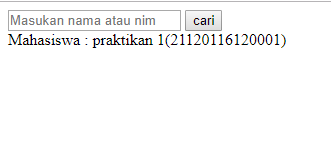 Masukan nama atau nim cari
Mahasiswa : praktikan 1(21120116120001)